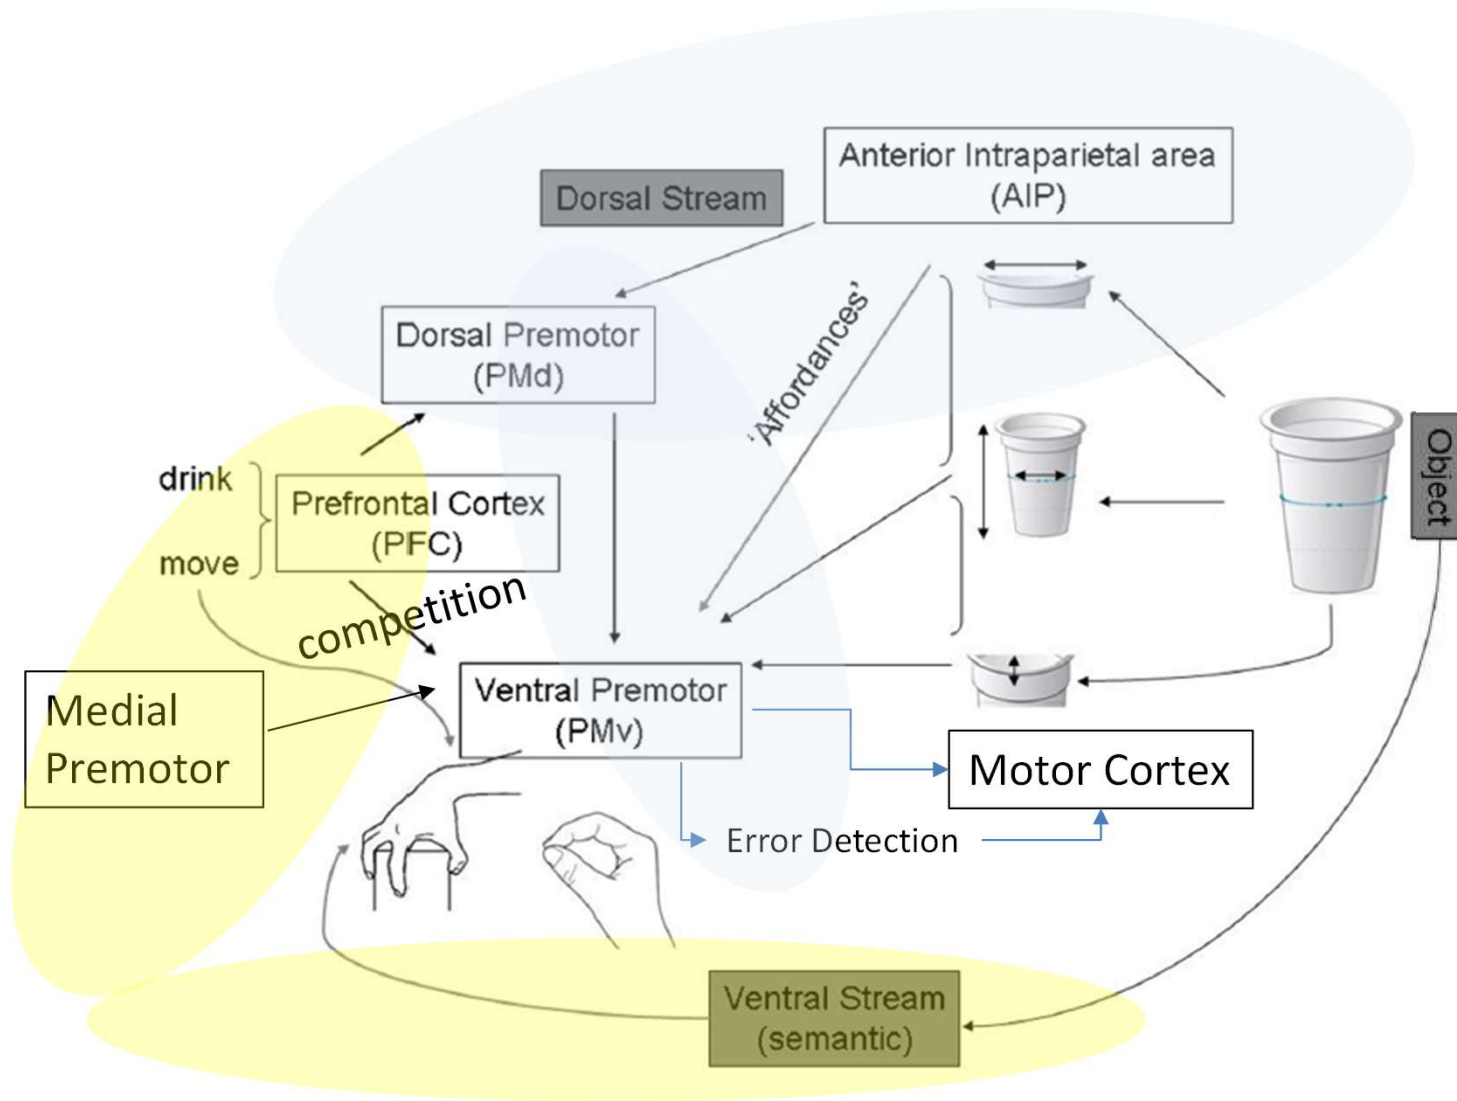 Anterior Intraparietal area
(AIP)
Dorsal Stream
'Affordances'
Dorsal Premotor
(PMd)
drink
move
Prefrontal Cortex
(PFC)
competition
Object
Medial
Premotor
Ventral Premotor
(PMv)
Motor Cortex
Error Detection
Ventral Stream
(semantic)